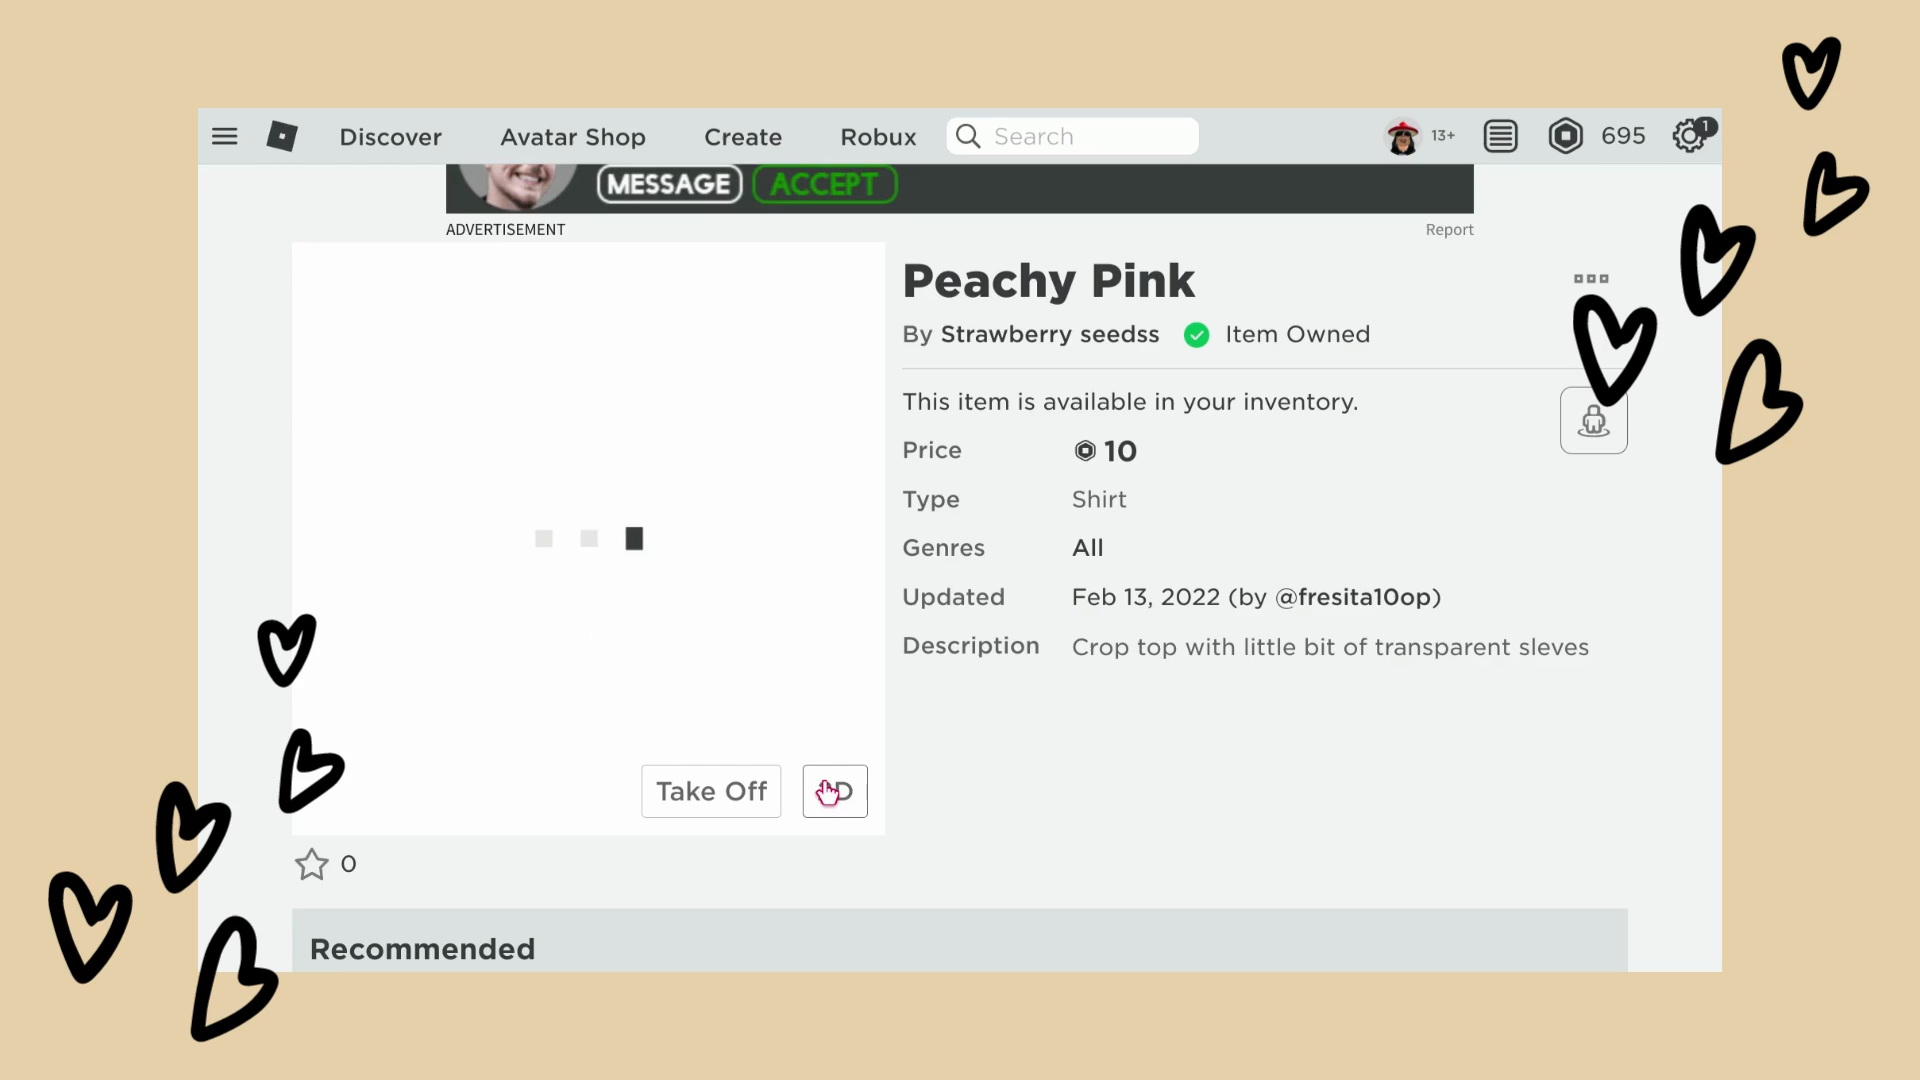 Discover Avatar Shop Create Robux Search 13+ 695 1
MESSAGE ACCEPT
ADVERTISEMENT Report
Peachy Pink
By Strawberry seedss Item Owned
This item is available in your inventory.
Price 10
Type Shirt
Genres All
Updated Feb 13, 2022 (by @fresita10op)
Description Crop top with little bit of transparent sleves
Take Off
0
Recommended